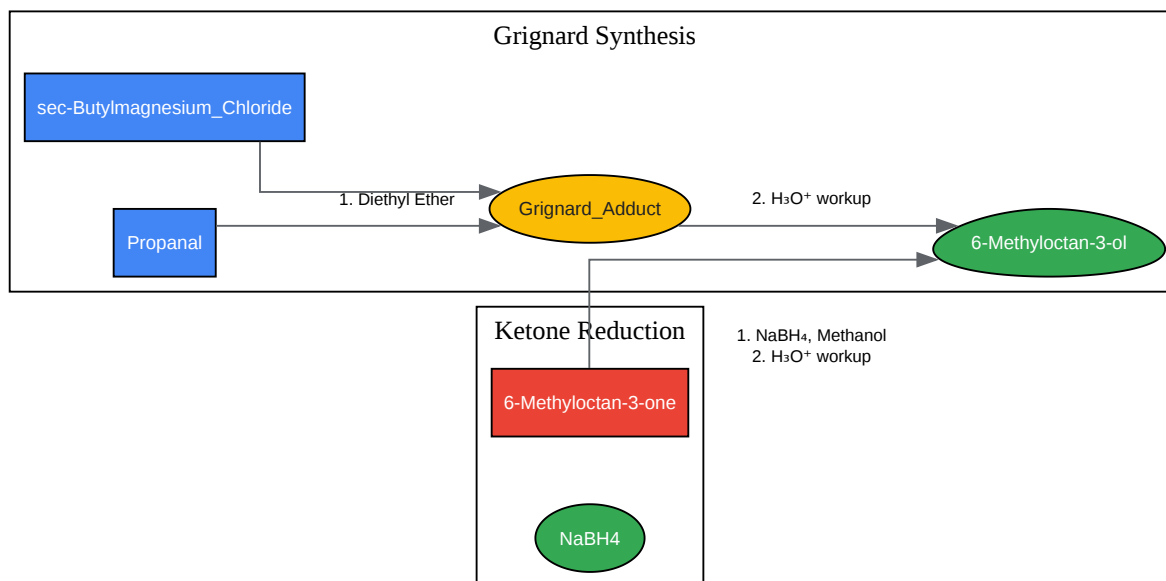 Grignard Synthesis
sec-Butylmagnesium_Chloride
1. Diethyl Ether
Propanal
Grignard_Adduct
2. H₃O⁺ workup
6-Methyloctan-3-ol
Ketone Reduction
1. NaBH₄, Methanol
2. H₃O⁺ workup
6-Methyloctan-3-one
NaBH4